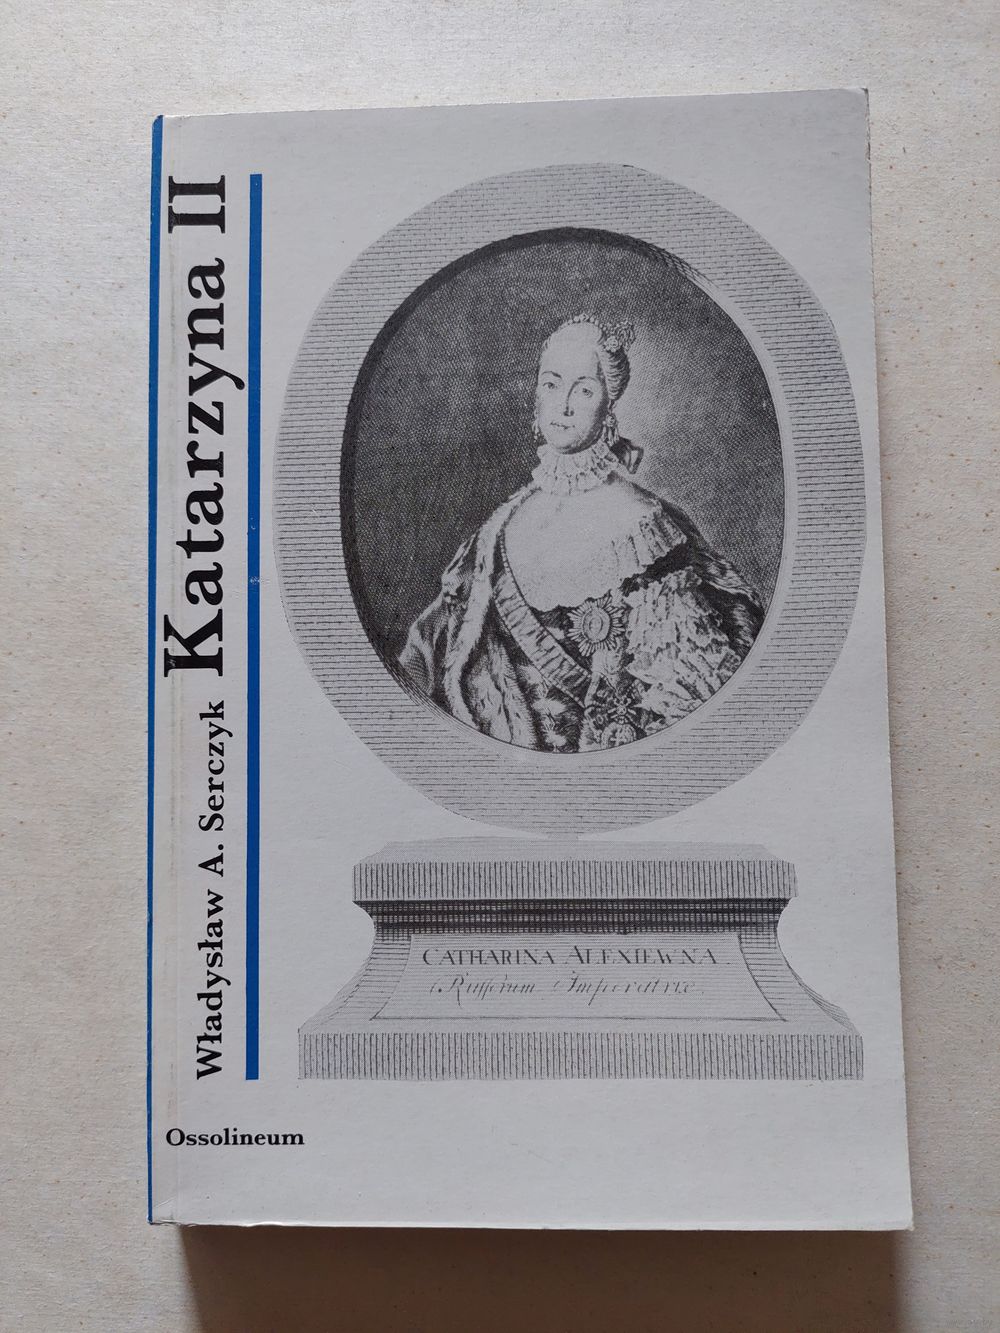 Władysław A. Serczyk Katarzyna II
CATHARINA ALEXIEWNA
Russorum Imperatrix.
Ossolineum